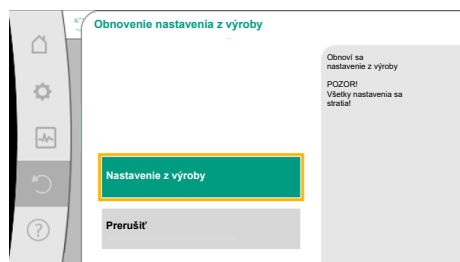 Obnovenie nastavenia z výroby
Obnoví sa
nastavenie z výroby
POZOR!
Všetky nastavenia sa
stratia!
Nastavenie z výroby
Prerušiť